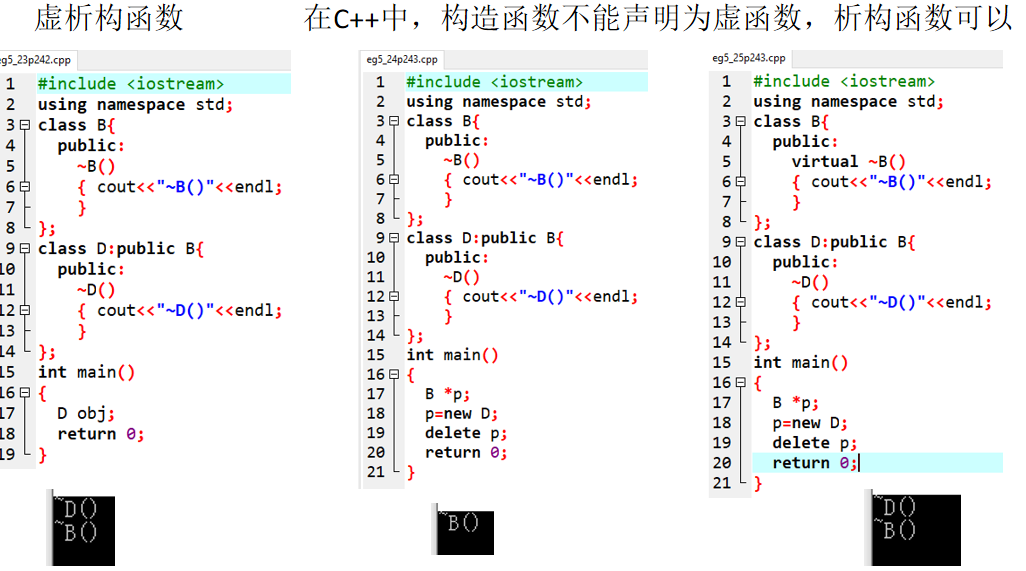 虚析构函数
在C++中，构造函数不能声明为虚函数，析构函数可以
eg5_23p242.cpp
1 #include <iostream>
2 using namespace std;
3 class B{
4 public:
5 ~B()
6 { cout<<"~B()"<<endl;
7 }
8 };
9 class D:public B{
10 public:
11 ~D()
12 { cout<<"~D()"<<endl;
13 }
14 };
15 int main()
16 {
17 D obj;
18 return 0;
19 }
~D()
~B()
eg5_24p243.cpp
1 #include <iostream>
2 using namespace std;
3 class B{
4 public:
5 ~B()
6 { cout<<"~B()"<<endl;
7 }
8 };
9 class D:public B{
10 public:
11 ~D()
12 { cout<<"~D()"<<endl;
13 }
14 };
15 int main()
16 {
17 B *p;
18 p=new D;
19 delete p;
20 return 0;
21 }
~B()
eg5_25p243.cpp
1 #include <iostream>
2 using namespace std;
3 class B{
4 public:
5 virtual ~B()
6 { cout<<"~B()"<<endl;
7 }
8 };
9 class D:public B{
10 public:
11 ~D()
12 { cout<<"~D()"<<endl;
13 }
14 };
15 int main()
16 {
17 B *p;
18 p=new D;
19 delete p;
20 return 0;
21 }
~D()
~B()